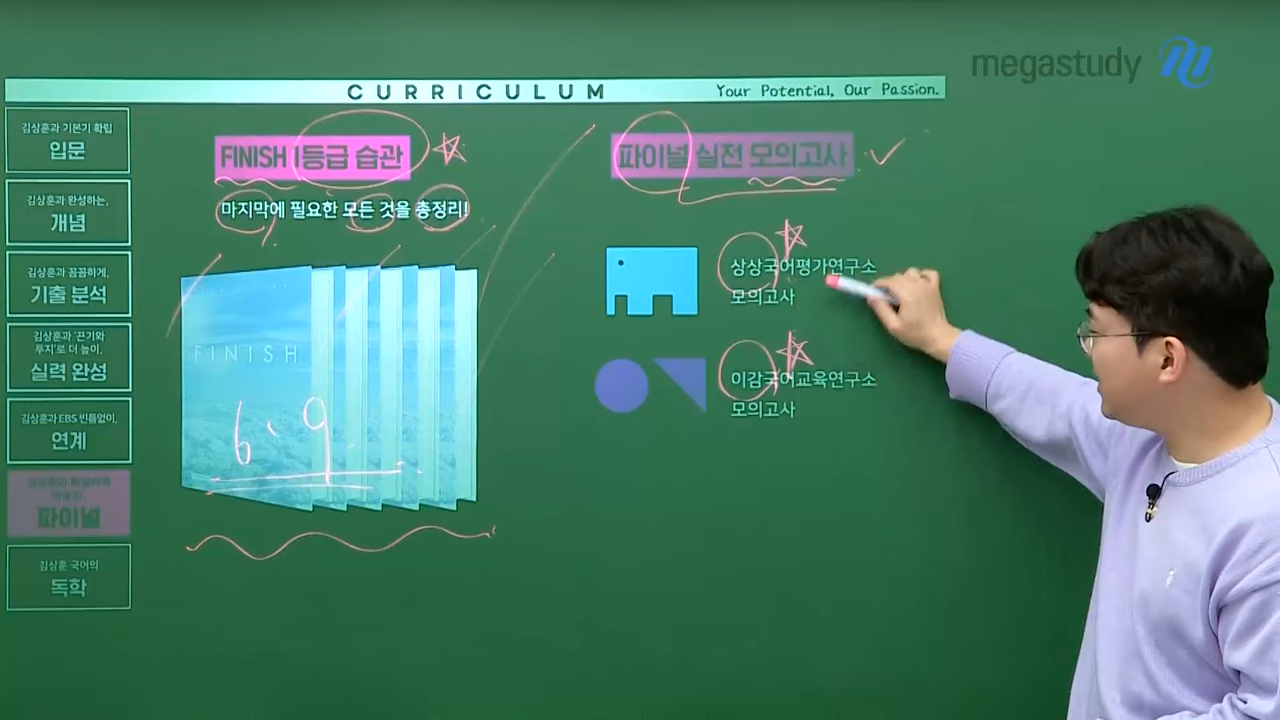 megastudy
CURRICULUM
Your Potential, Our Passion.
김상훈과 기본기 확립
입문
김상훈과 완성하는,
개념
김상훈과 꼼꼼하게,
기출 분석
김상훈과 '끈기와
투지'로 더 높이,
실력 완성
김상훈과 EBS 빈틈없이,
연계
파이널
김상훈 국어의
독학
FINISH 1등급 습관
마지막에 필요한 모든 것을 총정리!
FINISH
6, 9
파이널 실전 모의고사
상상국어평가연구소
모의고사
이감국어교육연구소
모의고사